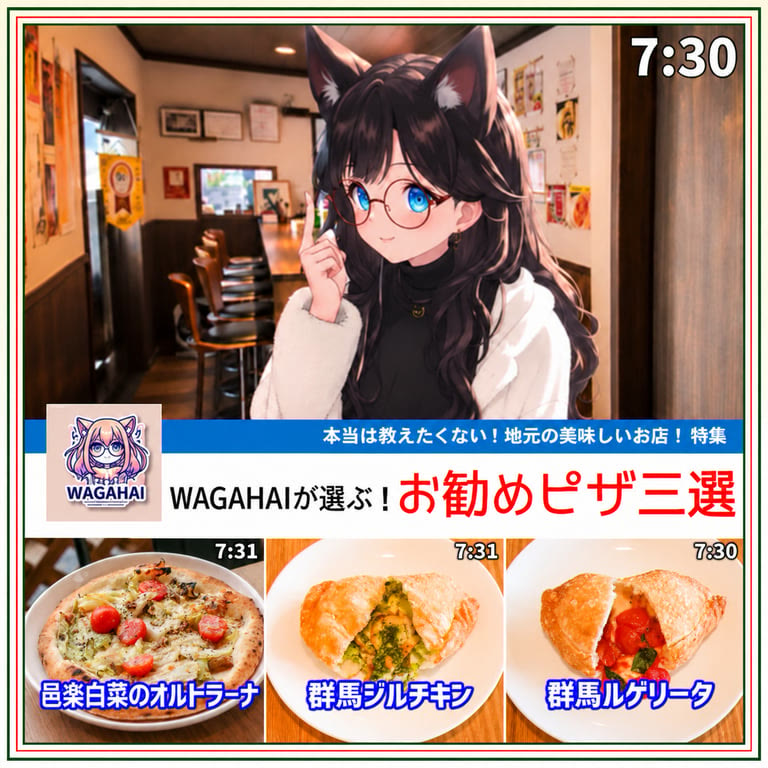 7:30
本当は教えたくない！地元の美味しいお店！ 特集
WAGAHAI
WAGAHAIが選ぶ！お勧めピザ三選
7:31
7:31
7:30
邑楽白菜のオルトラーナ
群馬ジルチキン
群馬ルゲリータ